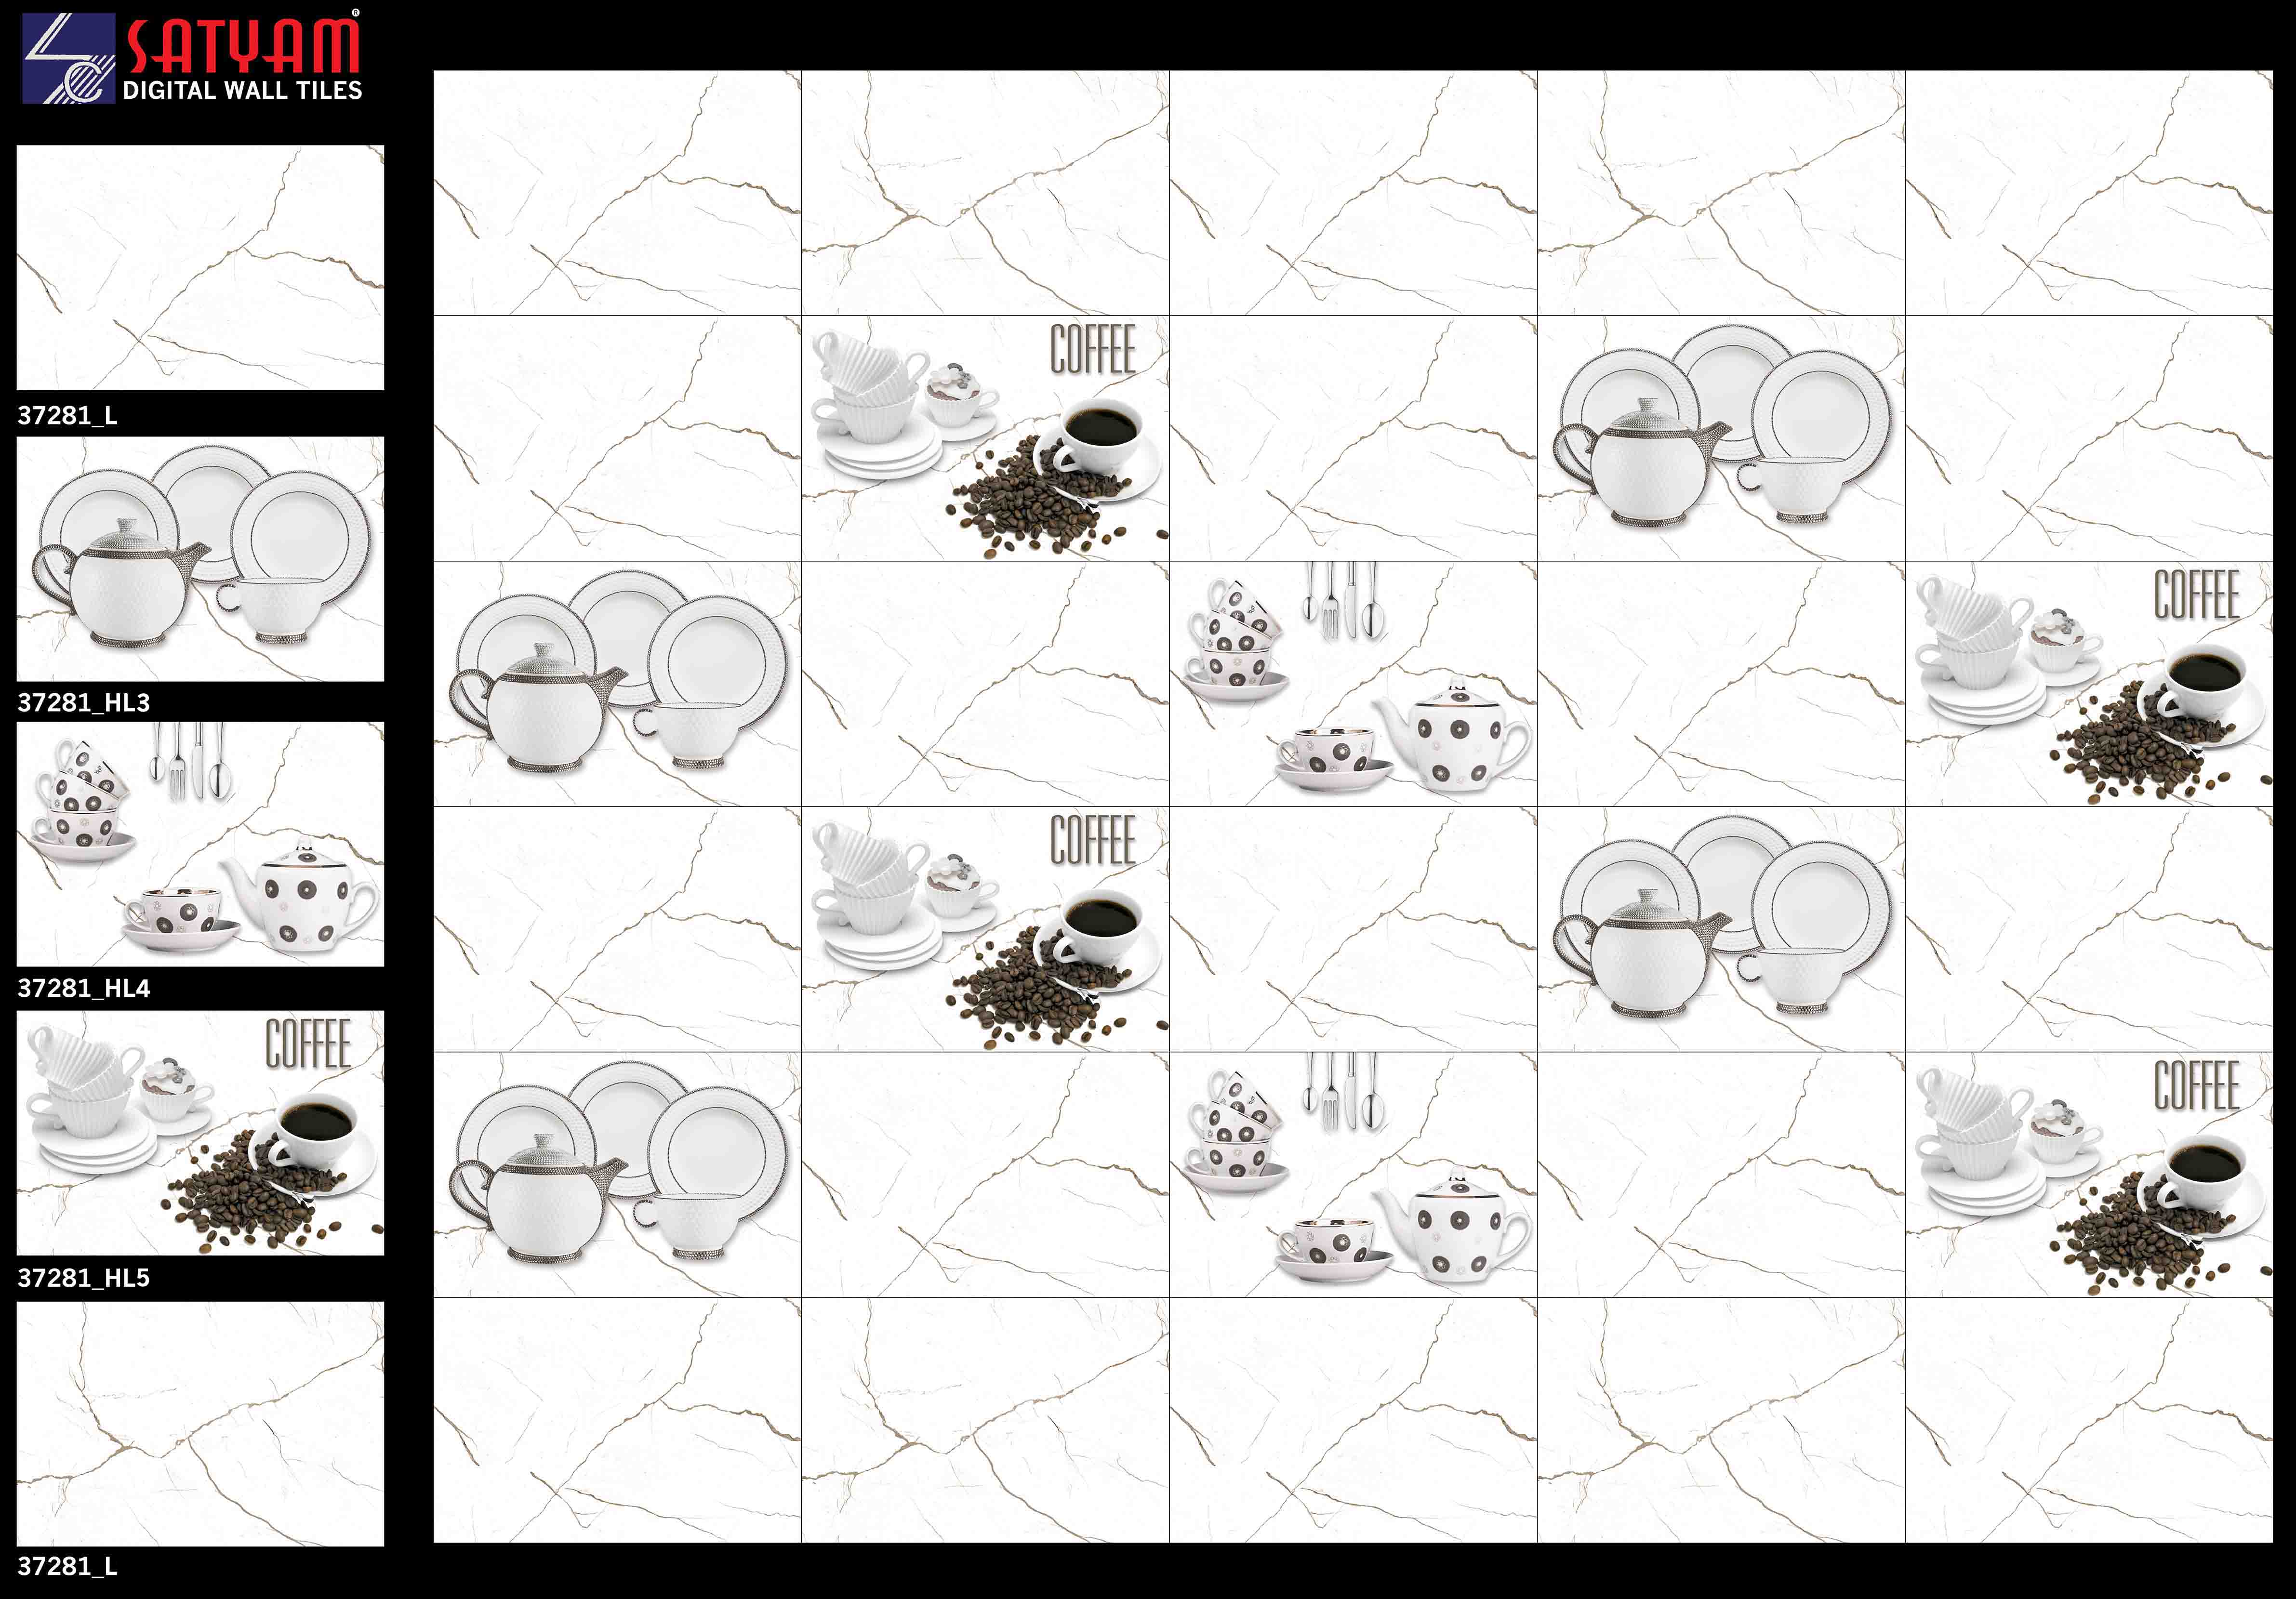 SATYAM®
DIGITAL WALL TILES
37281_L
37281_HL3
37281_HL4
COFFEE
37281_HL5
37281_L
COFFEE
COFFEE
COFFEE
COFFEE